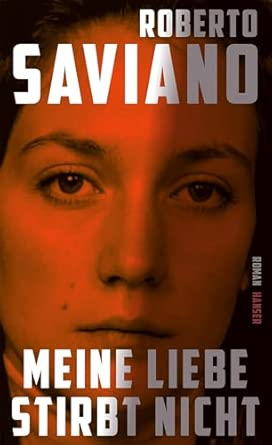 ROBERTO
SAVIANO
ROMAN HANSER
MEINE LIEBE
STIRBT NICHT